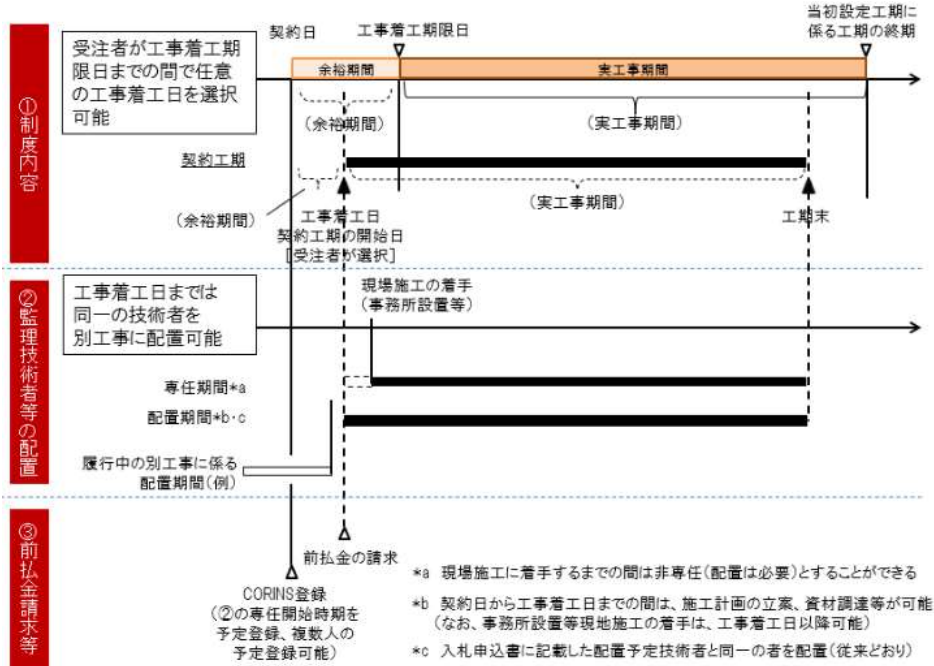 ①制度内容
受注者が工事着工期
限日までの間で任意
の工事着工日を選択
可能
契約日
工事着工期限日
当初設定工期に
係る工期の終期
余裕期間
実工事期間
(余裕期間)
(実工事期間)
契約工期
(余裕期間)
(実工事期間)
工事着工日
契約工期の開始日
[受注者が選択]
工期末
②監理技術者等の配置
工事着工日までは
同一の技術者を
別工事に配置可能
現場施工の着手
(事務所設置等)
専任期間*a
配置期間*b・c
履行中の別工事に係る
配置期間(例)
③前払金請求等
前払金の請求
CORINS登録
(②の専任開始時期を
予定登録、複数人の
予定登録可能)
*a 現場施工に着手するまでの間は非専任(配置は必要)とすることができる
*b 契約日から工事着工日までの間は、施工計画の立案、資材調達等が可能
(なお、事務所設置等現地施工の着手は、工事着工日以降可能)
*c 入札申込書に記載した配置予定技術者と同一の者を配置(従来どおり)